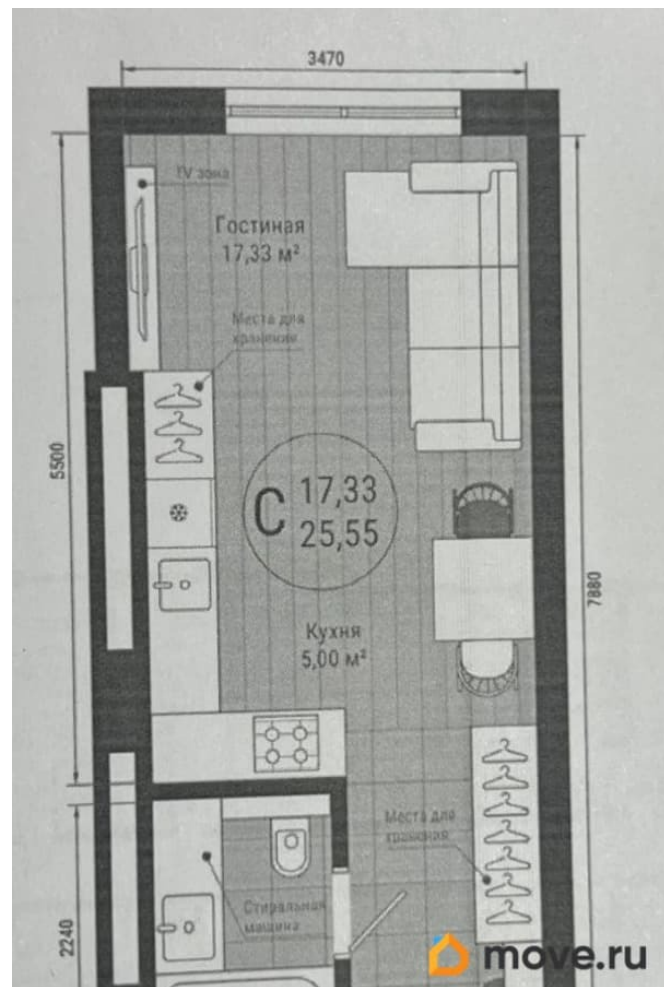 3470
TV зона
Гостиная
17,33 м²
Места для
хранения
5500
С 17,33
25,55
7880
Кухня
5,00 м²
Места для
хранения
Стиральная
машина
2240
move.ru